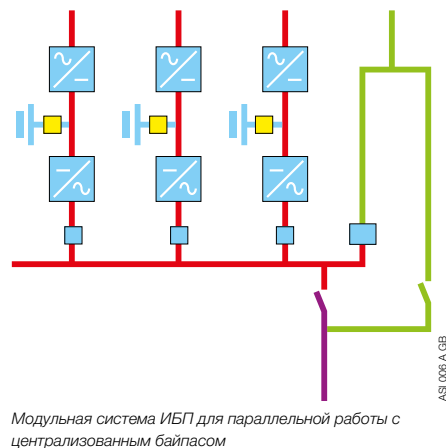 ASI 006 A GB
Модульная система ИБП для параллельной работы с
централизованным байпасом